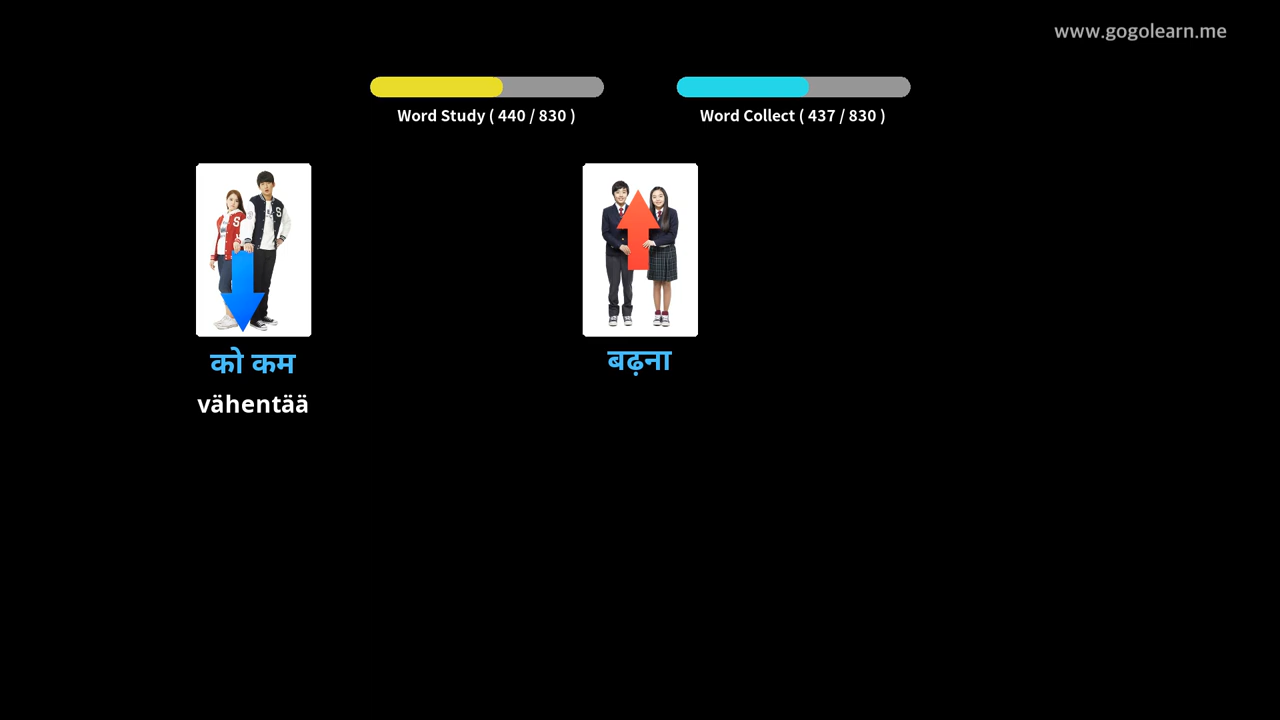 www.gogolearn.me
Word Study ( 440 / 830 )
Word Collect ( 437 / 830 )
को कम
vähentää
बढ़ना